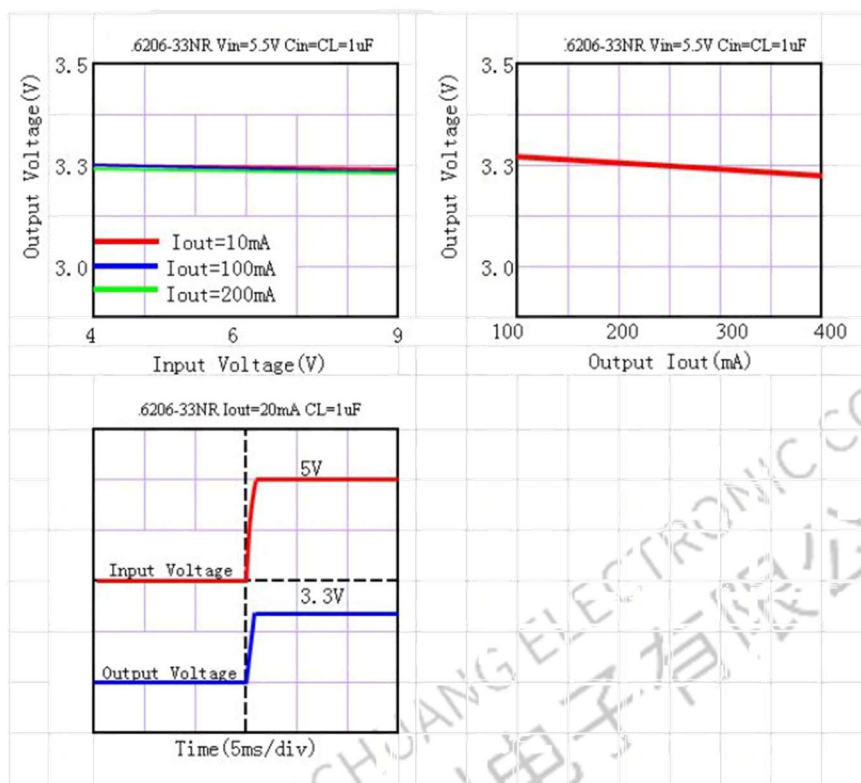 .6206-33NR Vin=5.5V Cin=CL=1uF
Output Voltage(V)
3.5
3.3
3.0
Iout=10mA
Iout=100mA
Iout=200mA
4 6 9
Input Voltage(V)
.6206-33NR Vin=5.5V Cin=CL=1uF
Output Voltage(V)
3.5
3.3
3.0
100 200 300 400
Output Iout(mA)
.6206-33NR Iout=20mA CL=1uF
5V
Input Voltage
3.3V
Output Voltage
Time(5ms/div)
CHUANG ELECTRONIC CO
电子有限公